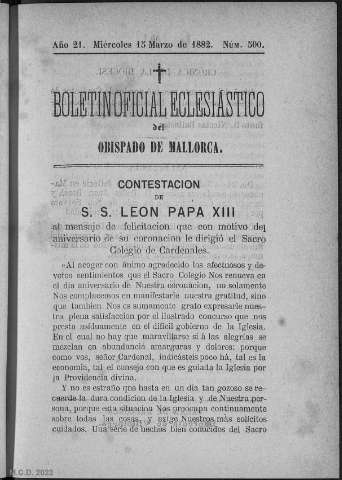 Año 21. Miércoles 15 Marzo de 1882. Núm. 500.
BOLETIN OFICIAL ECLESIÁSTICO
del
OBISPADO DE MALLORCA.
CONTESTACION
DE
S. S. LEON PAPA XIII
al mensaje de felicitacion que con motivo del
aniversario de su coronacion le dirigió el Sacro
Colegio de Cardenales.
«Al acoger con ánimo agradecido los afectuosos y de-
votos sentimientos que el Sacro Colegio Nos renueva en
el dia aniversario de Nuestra coronacion, no solamente
Nos complacemos en manifestarle nuestra gratitud, sino
que tambien Nos es sumamente grato expresarle nues-
tra plena satisfaccion por el ilustrado concurso que nos
presta asíduamente en el difícil gobierno de la Iglesia.
En el cual no hay que maravillarse si á las alegrías se
mezclan en abundancia amarguras y dolores: porque
como vos, señor Cardenal, indicásteis poco há, tal es la
economía, tal el consejo con que es guiada la Iglesia por
la Providencia divina.
Y no es estraño que hasta en un dia tan gozoso se re-
cuerde la dura condicion de la Iglesia y de Nuestra per-
sona, porque esta situacion Nos preocupa continuamente
sobre todas las cosas, y exige Nuestros más solícitos
cuidados. Una série de hechos bien conocidos del Sacro
M.C.D. 2022